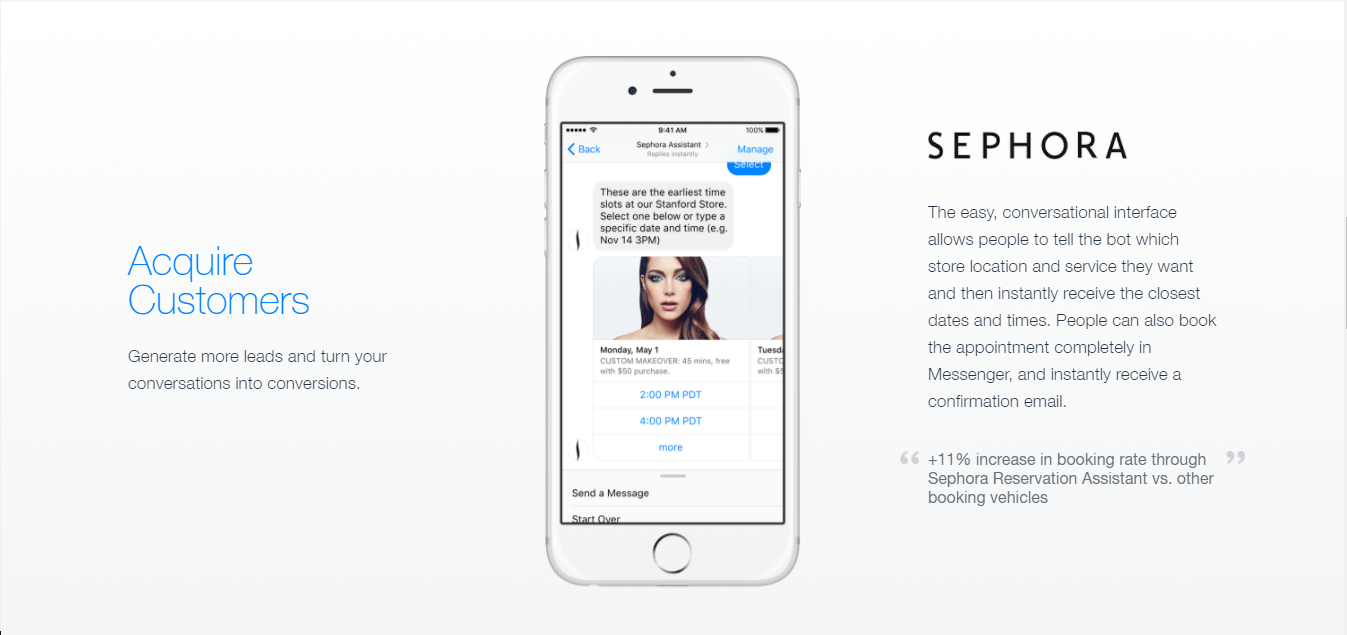 Acquire
Customers
Generate more leads and turn your
conversations into conversions.
9:41 AM
100%
Back
Sephora Assistant
Replies instantly
Manage
Select
These are the earliest time
slots at our Stanford Store.
Select one below or type a
specific date and time (e.g.
Nov 14 3PM)
Monday, May 1
CUSTOM MAKEOVER: 45 mins, free
with $50 purchase.
2:00 PM PDT
4:00 PM PDT
more
Tuesd
CUSTO
with $5
Send a Message
Start Over
SEPHORA
The easy, conversational interface
allows people to tell the bot which
store location and service they want
and then instantly receive the closest
dates and times. People can also book
the appointment completely in
Messenger, and instantly receive a
confirmation email.
“ +11% increase in booking rate through ”
Sephora Reservation Assistant vs. other
booking vehicles